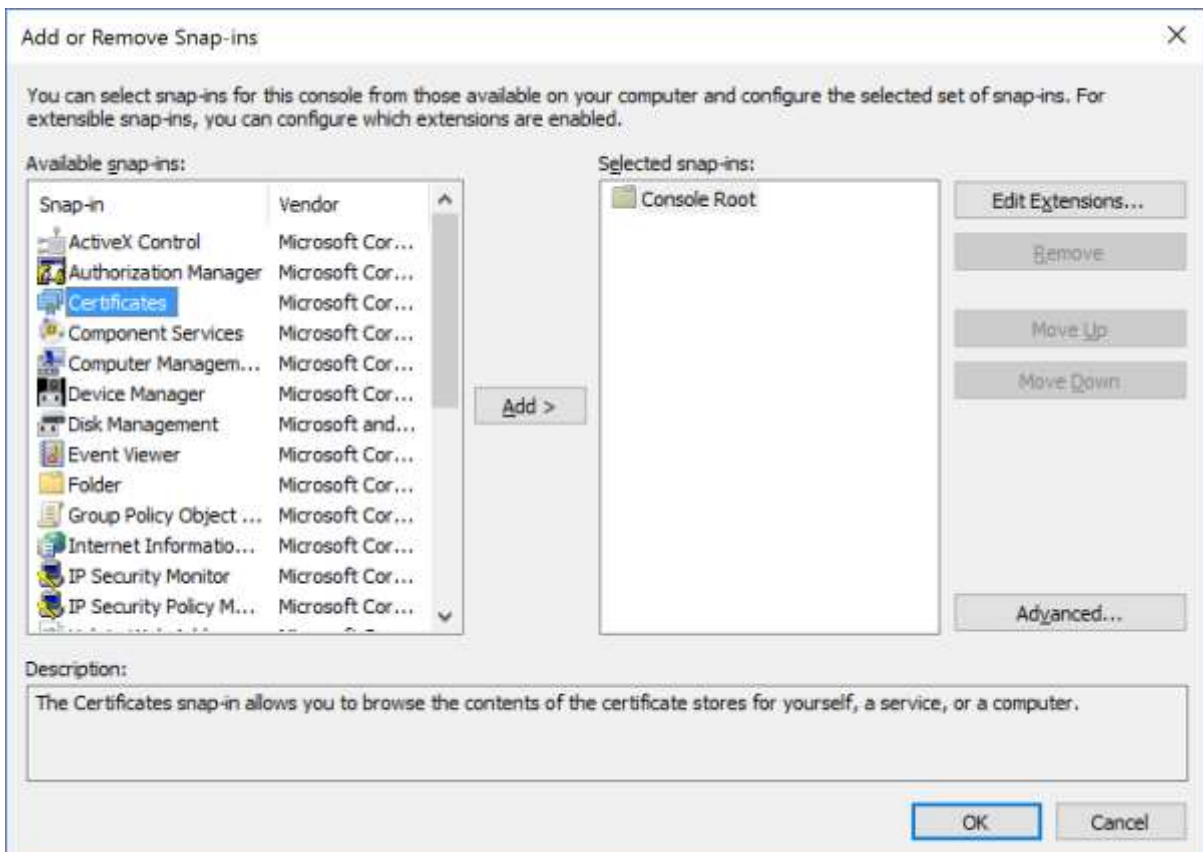 Add or Remove Snap-ins
You can select snap-ins for this console from those available on your computer and configure the selected set of snap-ins. For
extensible snap-ins, you can configure which extensions are enabled.
Available snap-ins:
Selected snap-ins:
Snap-in Vendor
ActiveX Control Microsoft Cor...
Authorization Manager Microsoft Cor...
Certificates Microsoft Cor...
Component Services Microsoft Cor...
Computer Managem... Microsoft Cor...
Device Manager Microsoft Cor...
Disk Management Microsoft and...
Event Viewer Microsoft Cor...
Folder Microsoft Cor...
Group Policy Object ... Microsoft Cor...
Internet Informatio... Microsoft Cor...
IP Security Monitor Microsoft Cor...
IP Security Policy M... Microsoft Cor...
Add >
Console Root
Edit Extensions...
Remove
Move Up
Move Down
Advanced...
Description:
The Certificates snap-in allows you to browse the contents of the certificate stores for yourself, a service, or a computer.
OK
Cancel